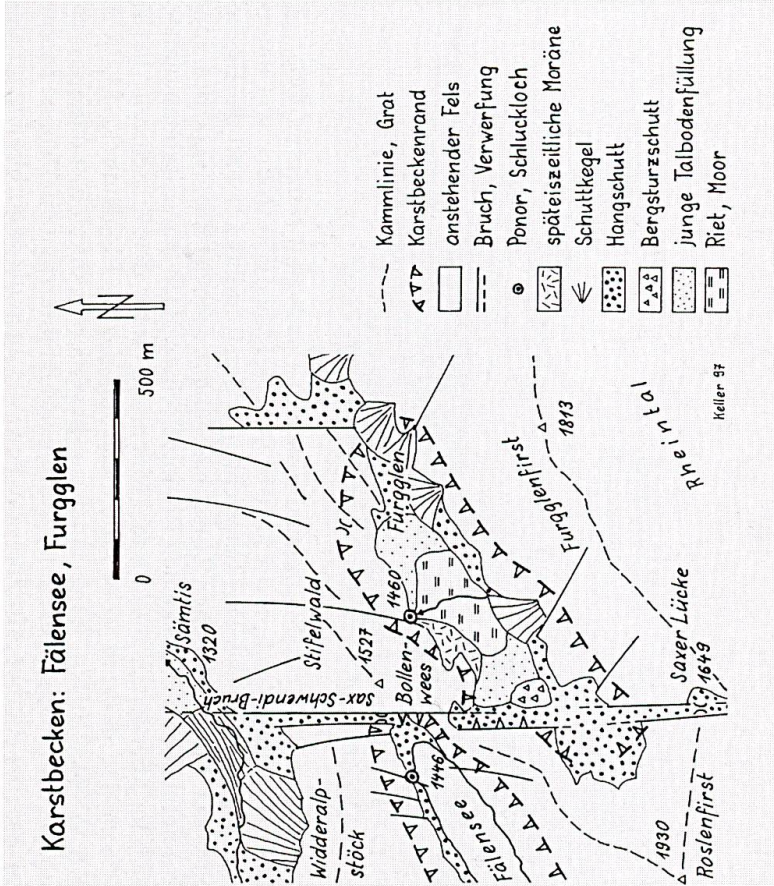 Karstbecken: Fälensee, Furgglen
0
500 m
N
Kammlinie, Grat
Karstbeckenrand
anstehender Fels
Bruch, Verwerfung
Ponor, Schluckloch
späteiszeitliche Moräne
Schuttkegel
Hangschutt
Bergsturzschutt
junge Talbodenfüllung
Riet, Moor
Sämtis
1320
Stifelwald
1527
Sax-Schwendi-Bruch
Widderalp-
stöck
Bollen-
wees
1460
Furgglen
1446
Fälensee
Furgglenfirst
1813
Rheintal
Saxer Lücke
1649
1930
Roslenfirst
Keller 97